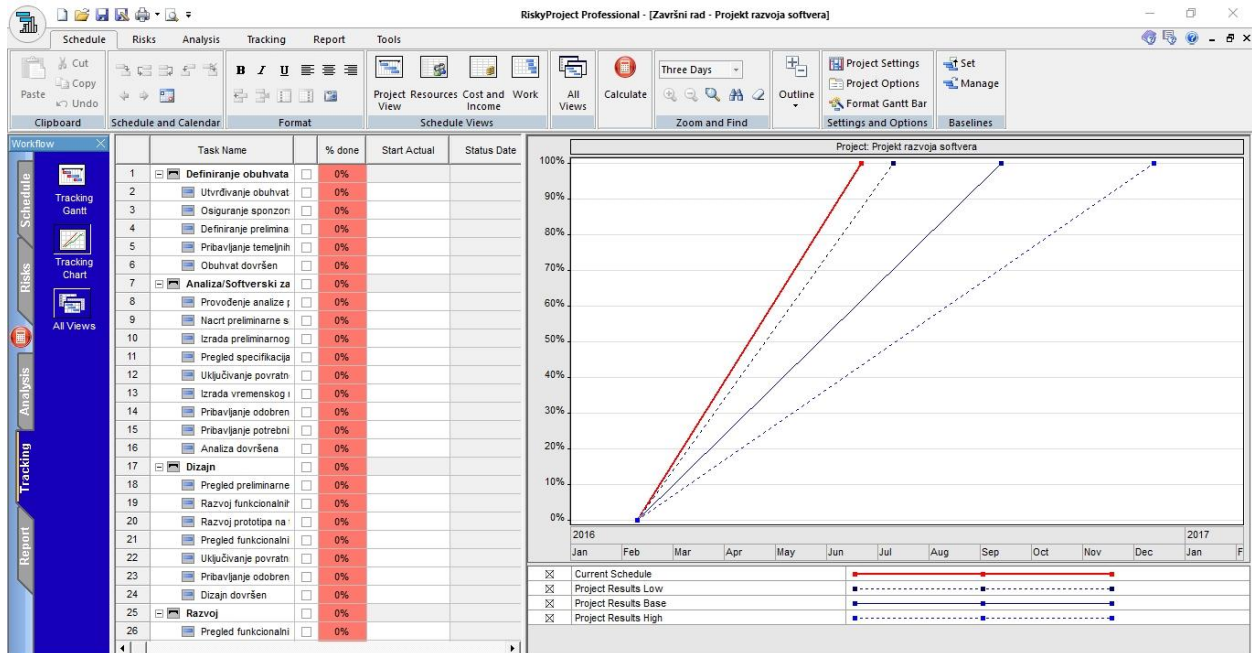 RiskyProject Professional - [Završni rad - Projekt razvoja softvera]
Schedule Risks Analysis Tracking Report Tools
Cut
Copy
Undo
Paste
Clipboard
Schedule and Calendar
B I U
Format
Project View
Resources
Cost and Income
Work
Schedule Views
All Views
Calculate
Three Days
Zoom and Find
Outline
Project Settings
Project Options
Format Gantt Bar
Settings and Options
Set
Manage
Baselines
Workflow
Schedule
Risks
Analysis
Tracking
Report
Tracking Gantt
Tracking Chart
All Views
Task Name % done Start Actual Status Date
1 Definiranje obuhvata 0%
2 Utvrđivanje obuhvat 0%
3 Osiguranje sponzor 0%
4 Definiranje prelimina 0%
5 Pribavljanje temeljnih 0%
6 Obuhvat dovršen 0%
7 Analiza/Softverski za 0%
8 Provođenje analize 0%
9 Nacrt preliminarne s 0%
10 Izrada preliminarnog 0%
11 Pregled specifikacija 0%
12 Uključivanje povratn 0%
13 Izrada vremenskog 0%
14 Pribavljanje odobren 0%
15 Pribavljanje potrebni 0%
16 Analiza dovršena 0%
17 Dizajn 0%
18 Pregled preliminarne 0%
19 Razvoj funkcionalnih 0%
20 Razvoj prototipa na 0%
21 Pregled funkcionalni 0%
22 Uključivanje povratn 0%
23 Pribavljanje odobren 0%
24 Dizajn dovršen 0%
25 Razvoj 0%
26 Pregled funkcionalni 0%
Project: Projekt razvoja softvera
100%
90%
80%
70%
60%
50%
40%
30%
20%
10%
0%
2016 2017
Jan Feb Mar Apr May Jun Jul Aug Sep Oct Nov Dec Jan F
Current Schedule
Project Results Low
Project Results Base
Project Results High